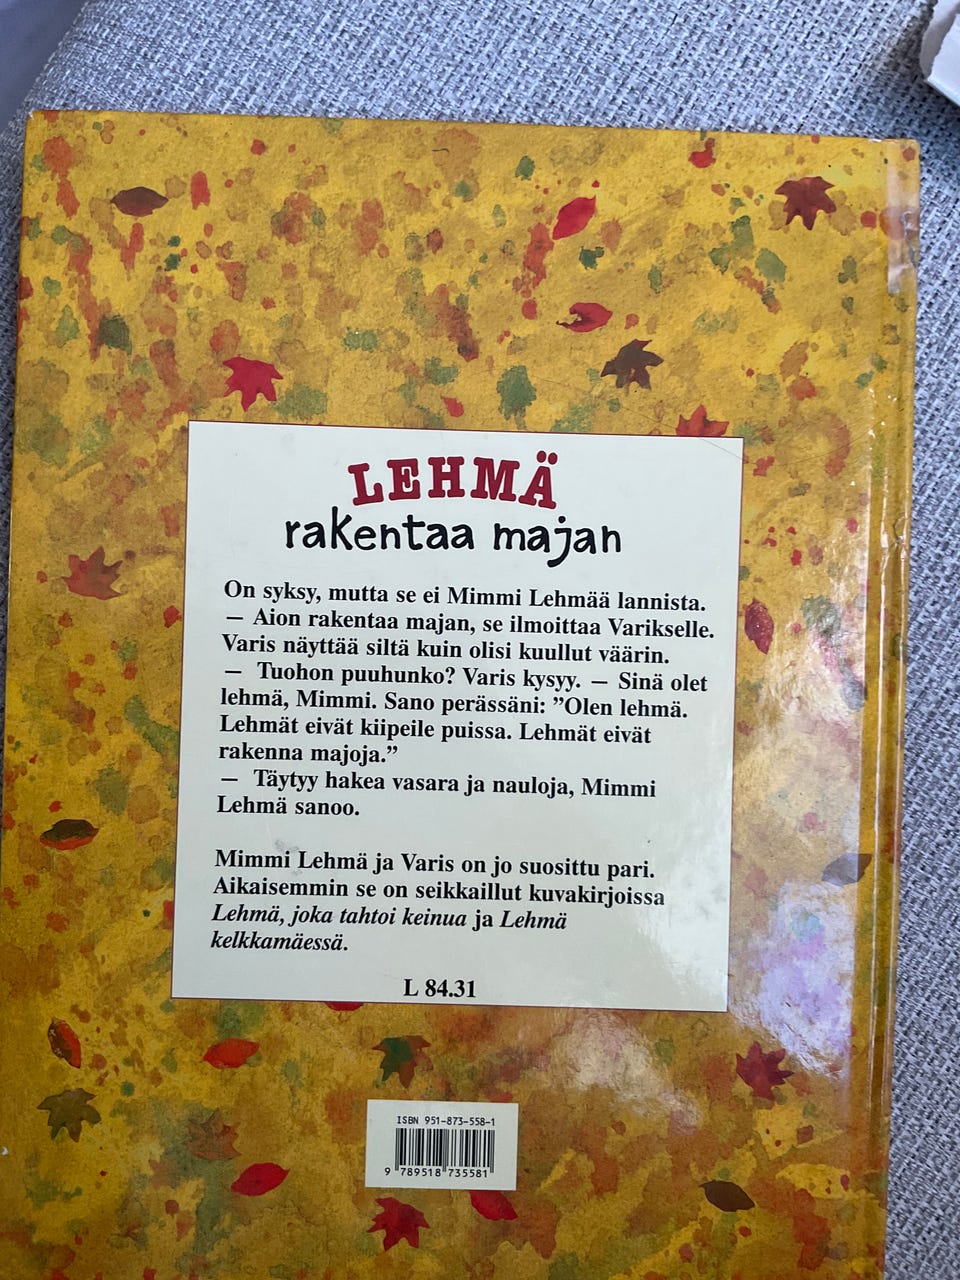 LEHMÄ
rakentaa majan
On syksy, mutta se ei Mimmi Lehmää lannista.
— Aion rakentaa majan, se ilmoittaa Varikselle.
Varis näyttää siltä kuin olisi kuullut väärin.
— Tuohon puuhunko? Varis kysyy. — Sinä olet
lehmä, Mimmi. Sano perässäni: ”Olen lehmä.
Lehmät eivät kiipeile puissa. Lehmät eivät
rakenna majoja.”
— Täytyy hakea vasara ja nauloja, Mimmi
Lehmä sanoo.
Mimmi Lehmä ja Varis on jo suosittu pari.
Aikaisemmin se on seikkaillut kuvakirjoissa
Lehmä, joka tahtoi keinua ja Lehmä
kelkkamäessä.
L 84.31
ISBN 951-873-558-1
9 789518 735581